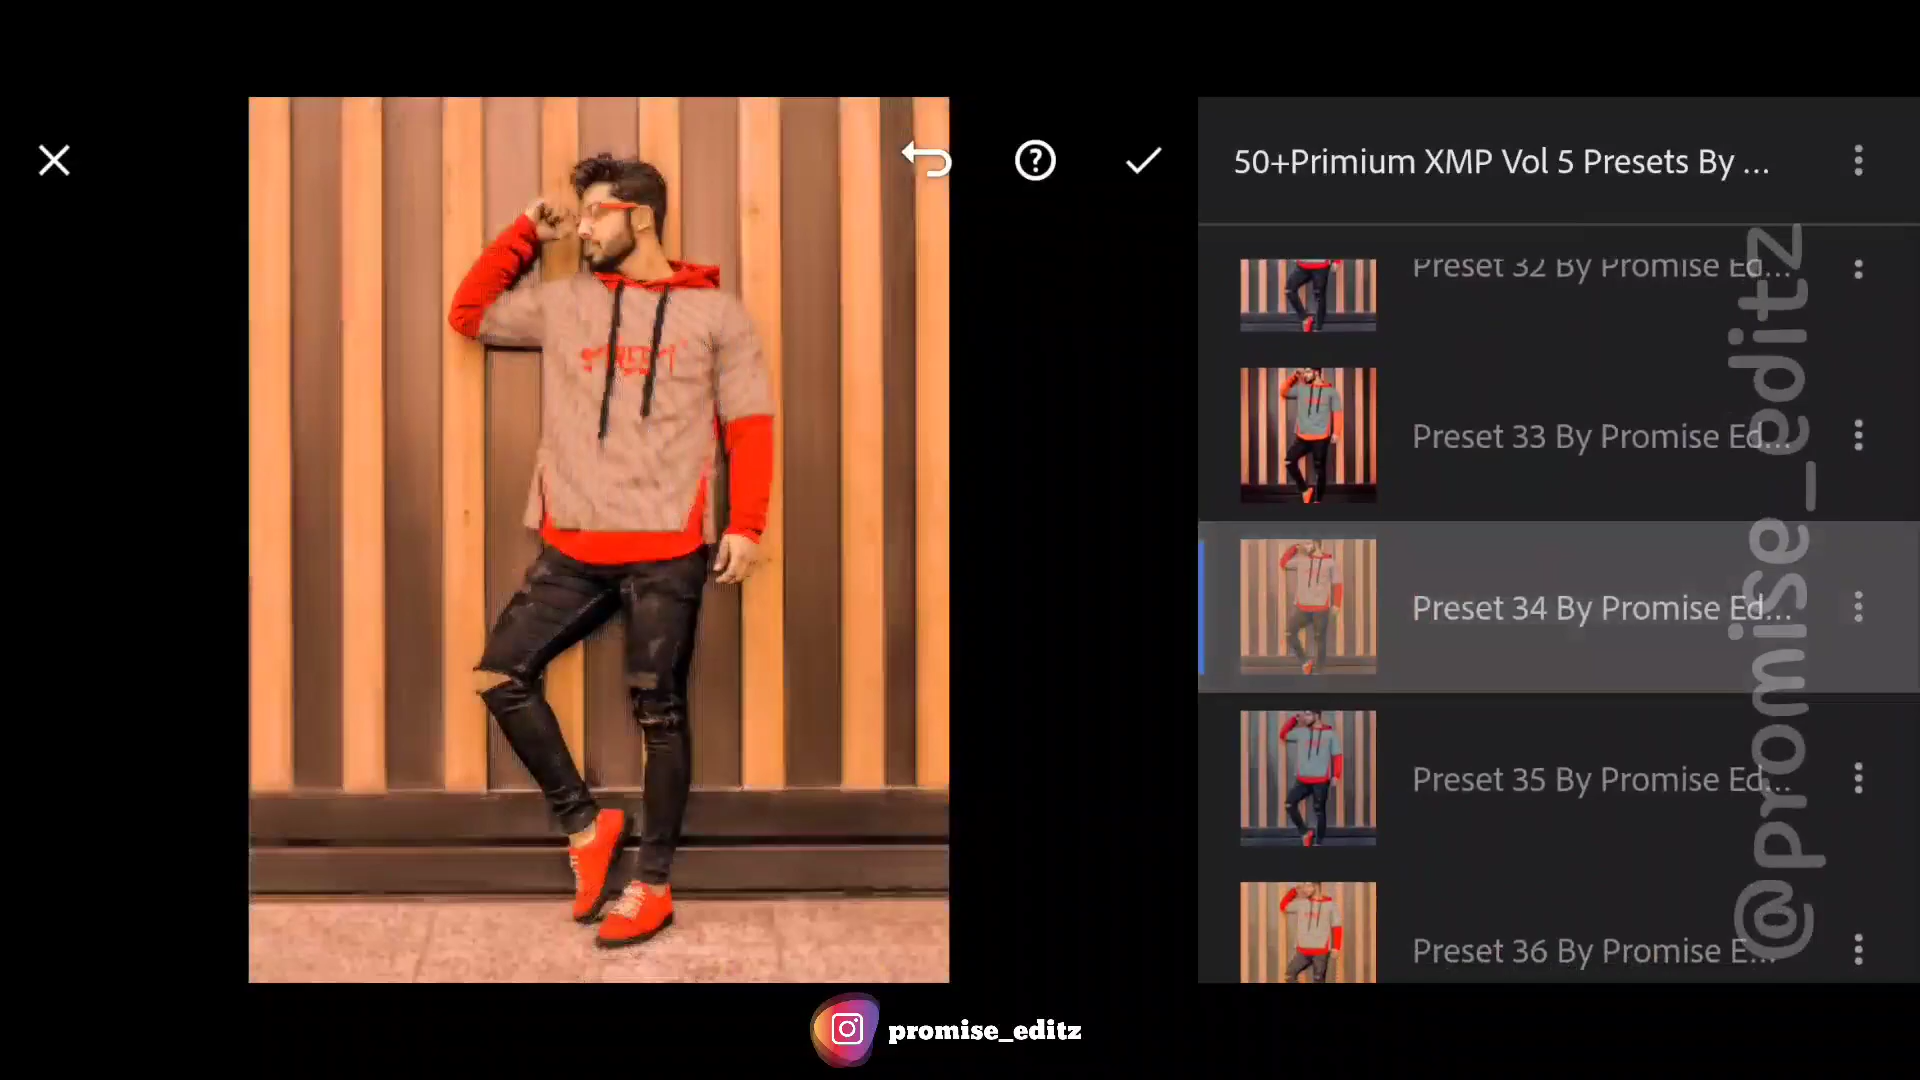 50+Primium XMP Vol 5 Presets By ...
Preset 32 By Promise Ed...
Preset 33 By Promise Ed...
Preset 34 By Promise Ed...
Preset 35 By Promise Ed...
Preset 36 By Promise E...
@promise_editz
promise_editz